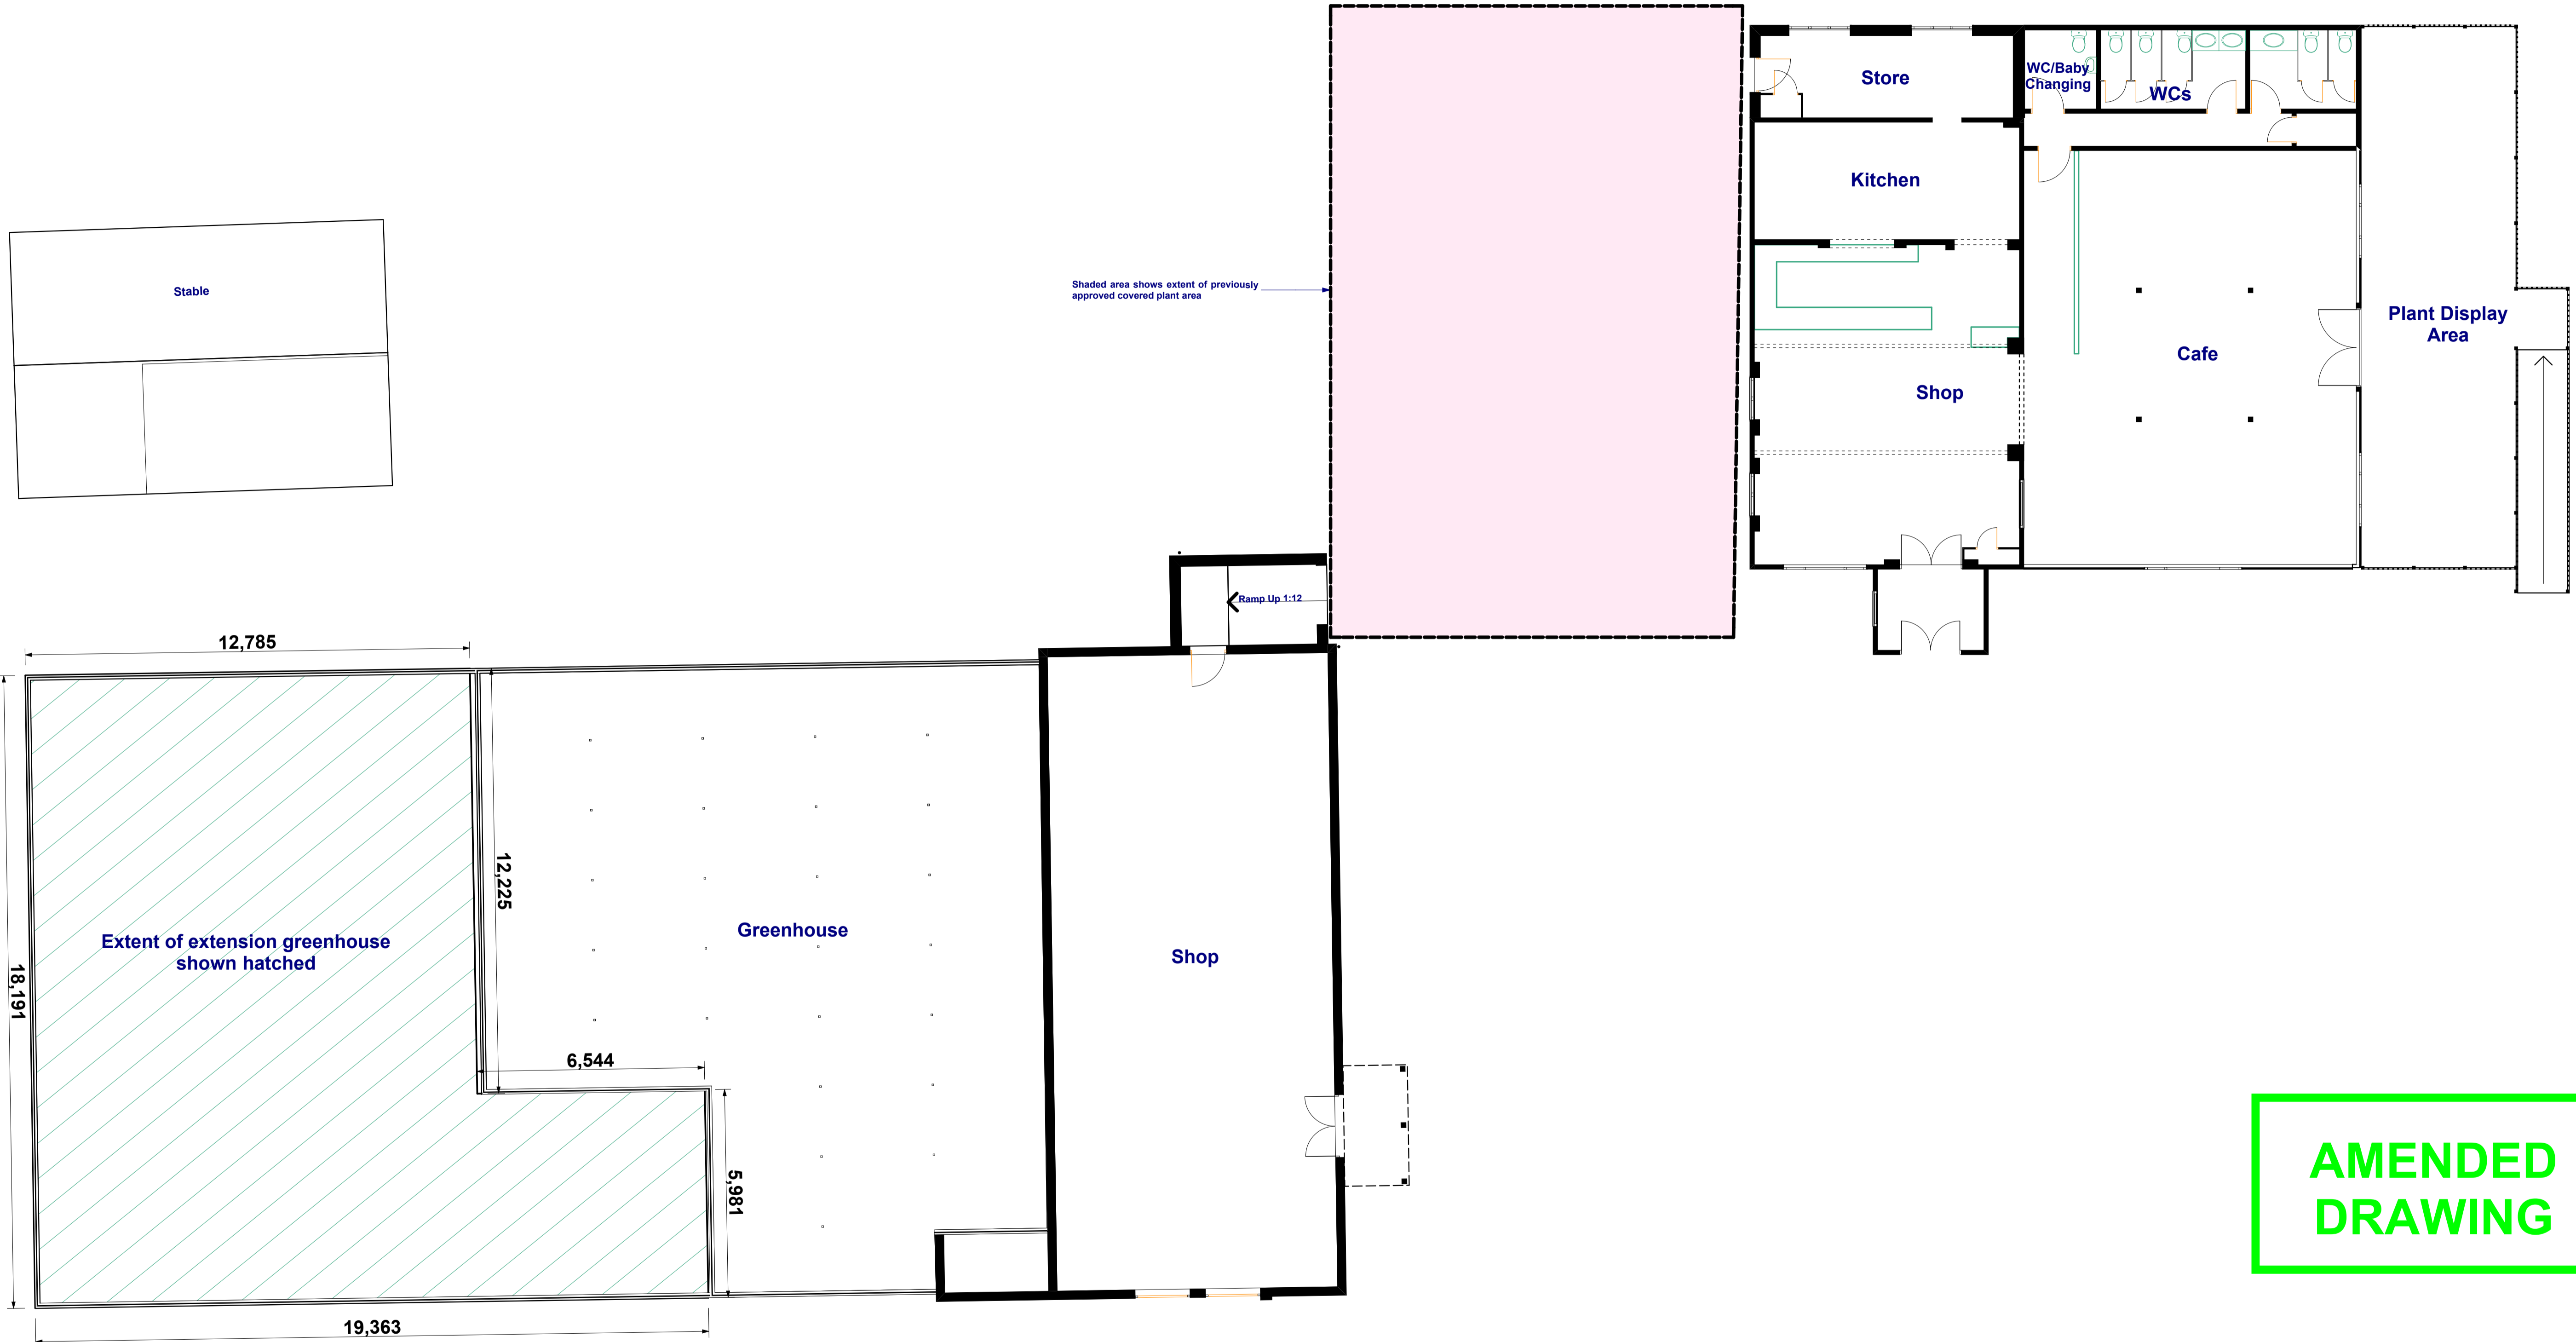 Store
WC/Baby
Changing
WCs
Kitchen
Stable
Shaded area shows extent of previously
approved covered plant area
Plant Display
Area
Cafe
Shop
Ramp Up 1:12
12,785
12,225
Greenhouse
Extent of extension greenhouse
shown hatched
Shop
18,191
6,544
5,981
19,363
AMENDED
DRAWING